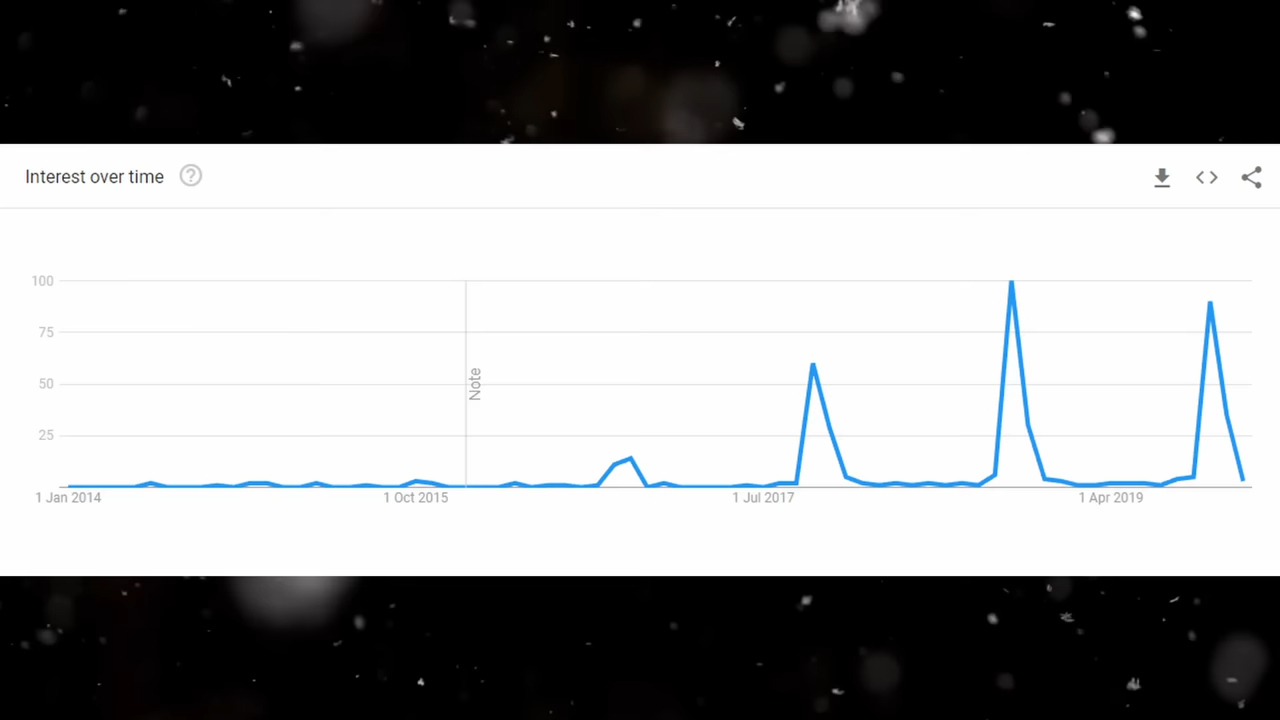 Interest over time
100
75
50
25
Note
1 Jan 2014
1 Oct 2015
1 Jul 2017
1 Apr 2019